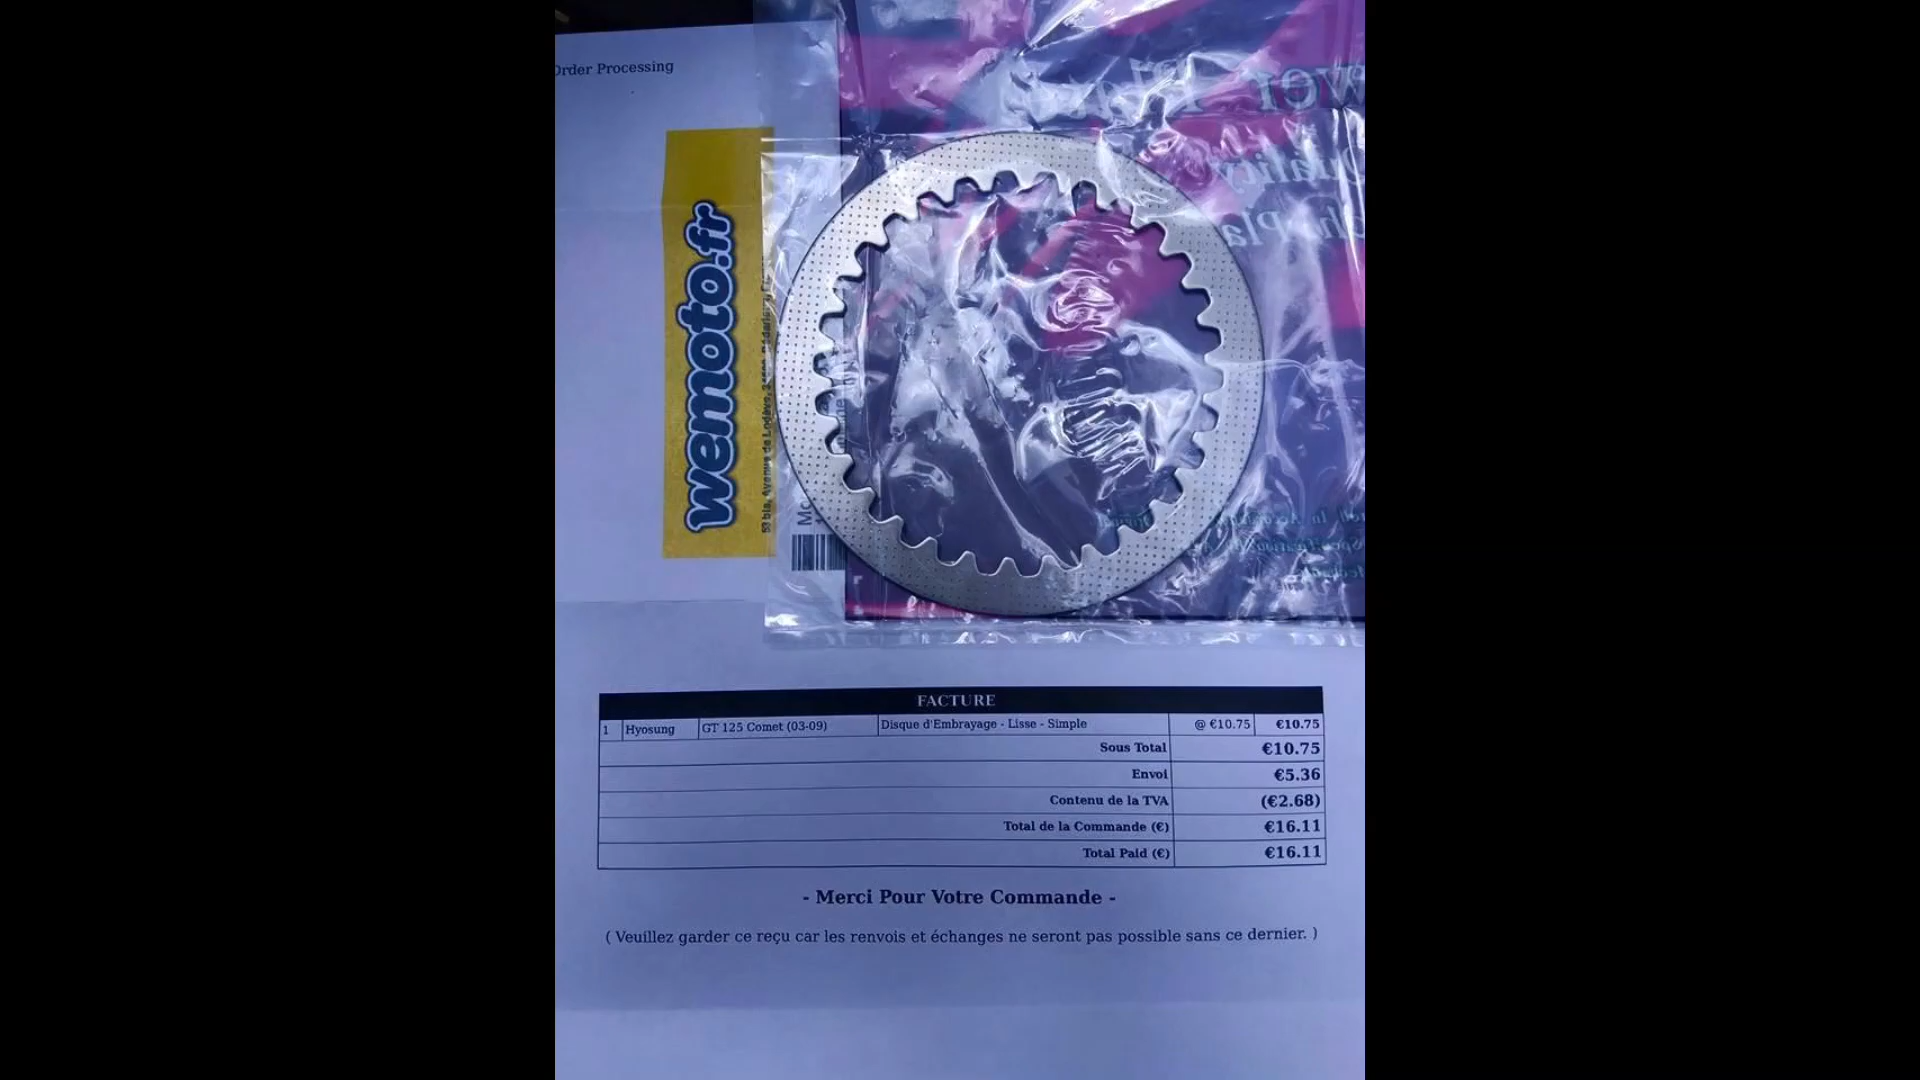 Order Processing
wemoto.fr
FACTURE
1 Hyosung GT 125 Comet (03-09) Disque d'Embrayage - Lisse - Simple @ €10.75 €10.75
Sous Total €10.75
Envoi €5.36
Contenu de la TVA (€2.68)
Total de la Commande (€) €16.11
Total Paid (€) €16.11
- Merci Pour Votre Commande -
( Veuillez garder ce reçu car les renvois et échanges ne seront pas possible sans ce dernier. )